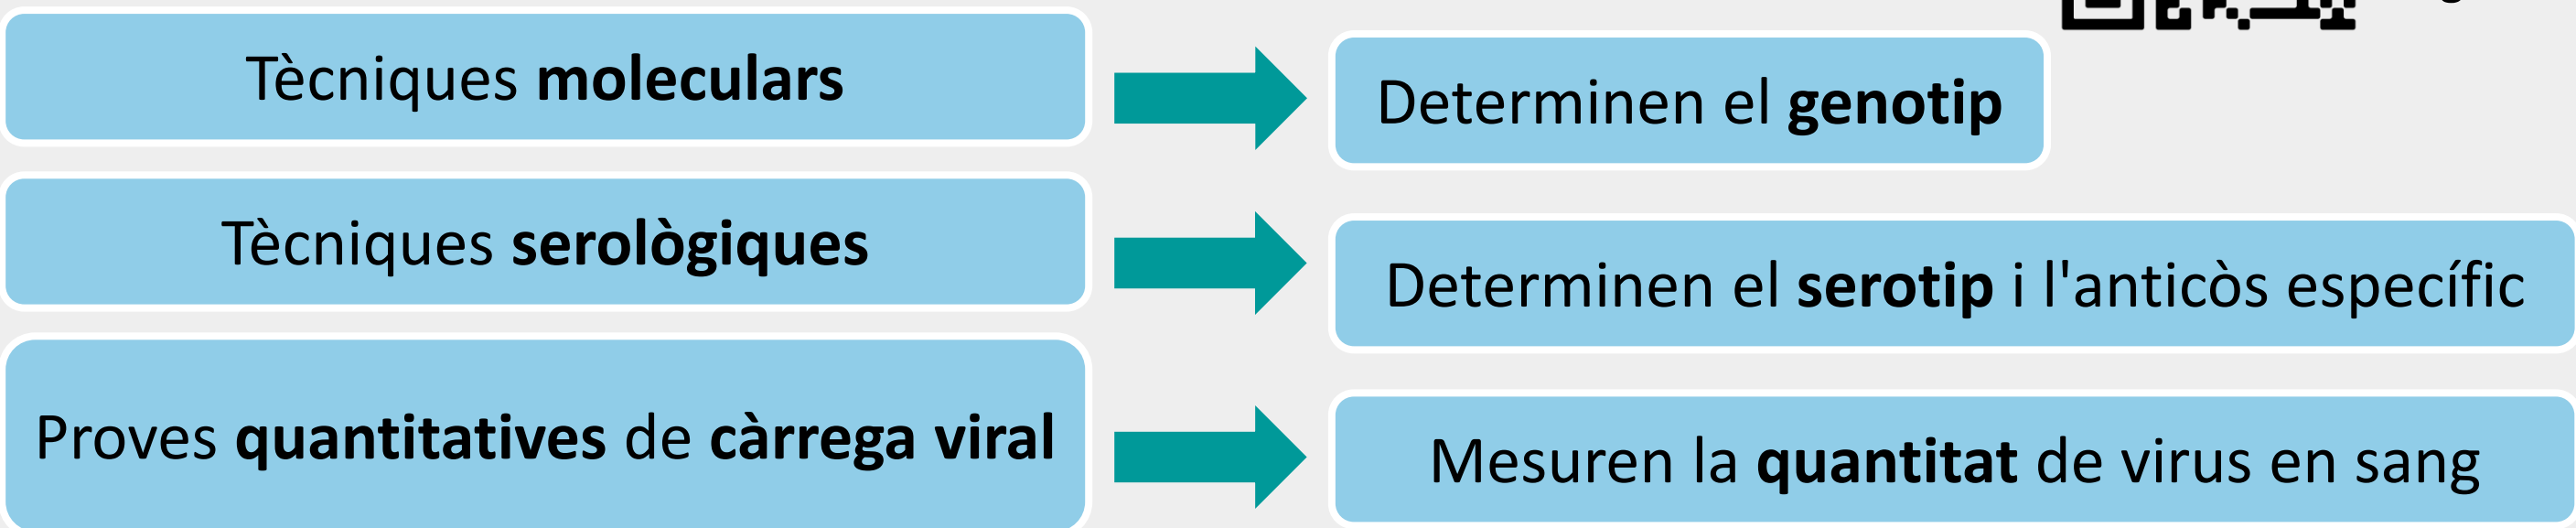 Tècniques moleculars
Determinen el genotip
Tècniques serològiques
Determinen el serotip i l'anticòs específic
Proves quantitatives de càrrega viral
Mesuren la quantitat de virus en sang